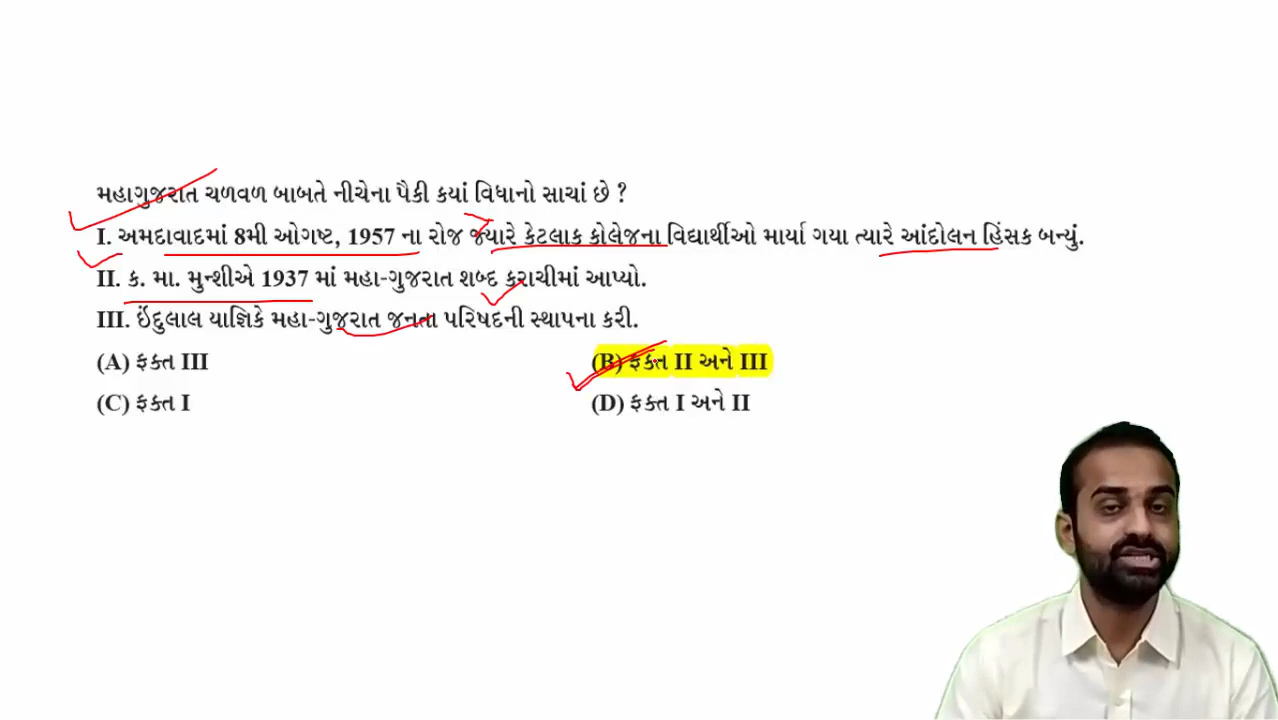 મહાગુજરાત ચળવળ બાબતે નીચેના પૈકી કયાં વિધાનો સાચાં છે ?
I. અમદાવાદમાં 8મી ઓગષ્ટ, 1957 ના રોજ જ્યારે કેટલાક કોલેજના વિદ્યાર્થીઓ માર્યા ગયા ત્યારે આંદોલન હિંસક બન્યું.
II. ક. મા. મુન્શીએ 1937 માં મહા-ગુજરાત શબ્દ કરાચીમાં આપ્યો.
III. ઈંદુલાલ યાજ્ઞિકે મહા-ગુજરાત જનતા પરિષદની સ્થાપના કરી.
(A) ફક્ત III (B) ફક્ત II અને III
(C) ફક્ત I (D) ફક્ત I અને II